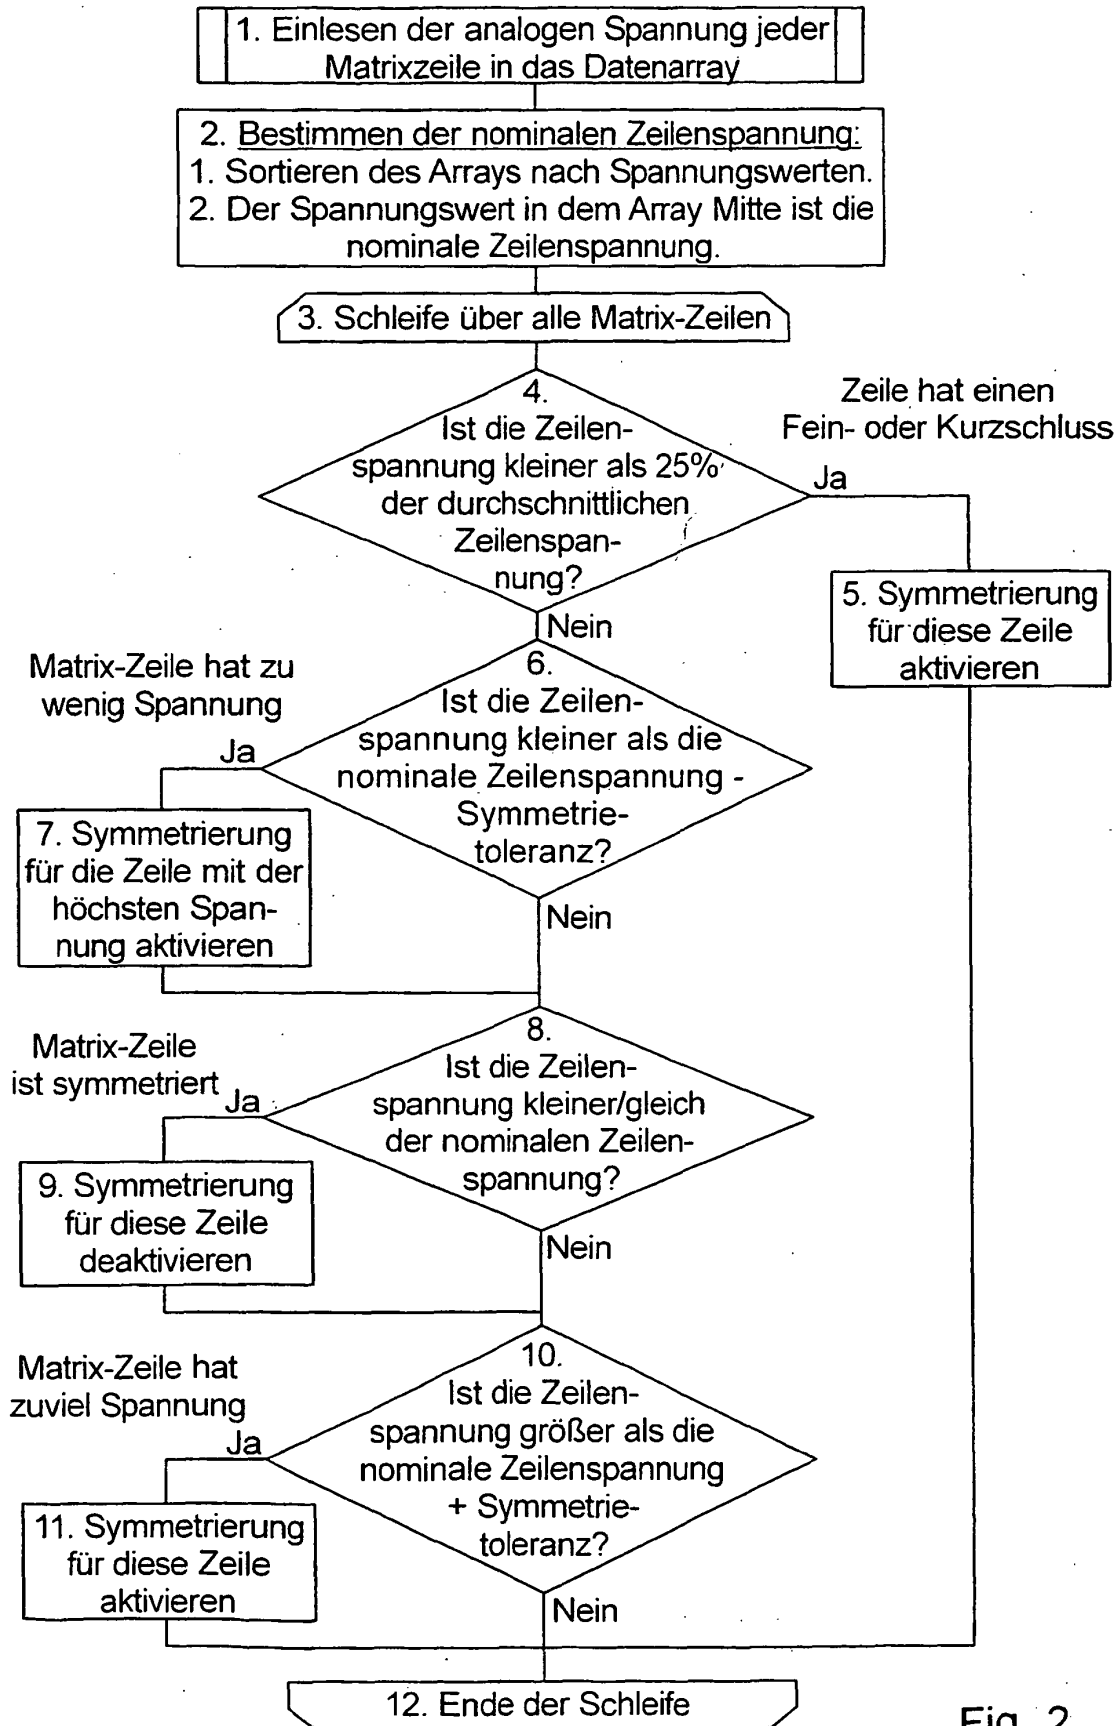 1. Einlesen der analogen Spannung jeder
Matrixzeile in das Datenarray
2. Bestimmen der nominalen Zeilenspannung:
1. Sortieren des Arrays nach Spannungswerten.
2. Der Spannungswert in dem Array Mitte ist die
nominale Zeilenspannung.
3. Schleife über alle Matrix-Zeilen
4.
Ist die Zeilen-
spannung kleiner als 25%
der durchschnittlichen
Zeilenspan-
nung?
Zeile hat einen
Fein- oder Kurzschluss
Ja
5. Symmetrierung
für diese Zeile
aktivieren
Nein
6.
Ist die Zeilen-
spannung kleiner als die
nominale Zeilenspannung -
Symmetrie-
toleranz?
Matrix-Zeile hat zu
wenig Spannung
Ja
7. Symmetrierung
für die Zeile mit der
höchsten Span-
nung aktivieren
Nein
8.
Ist die Zeilen-
spannung kleiner/gleich
der nominalen Zeilen-
spannung?
Matrix-Zeile
ist symmetriert
Ja
9. Symmetrierung
für diese Zeile
deaktivieren
Nein
10.
Ist die Zeilen-
spannung größer als die
nominale Zeilenspannung
+ Symmetrie-
toleranz?
Matrix-Zeile hat
zuviel Spannung
Ja
11. Symmetrierung
für diese Zeile
aktivieren
Nein
12. Ende der Schleife
Fig. 2